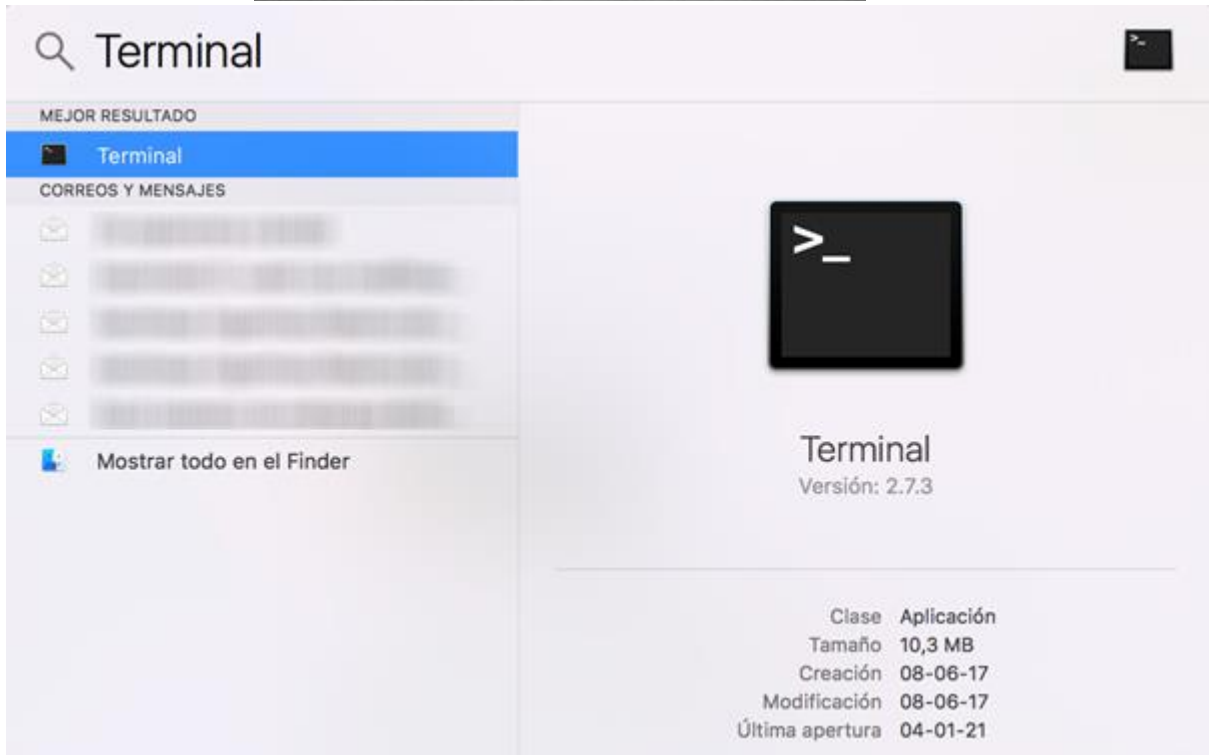 Terminal
MEJOR RESULTADO
Terminal
CORREOS Y MENSAJES
Mostrar todo en el Finder
>_
Terminal
Versión: 2.7.3
Clase Aplicación
Tamaño 10,3 MB
Creación 08-06-17
Modificación 08-06-17
Última apertura 04-01-21